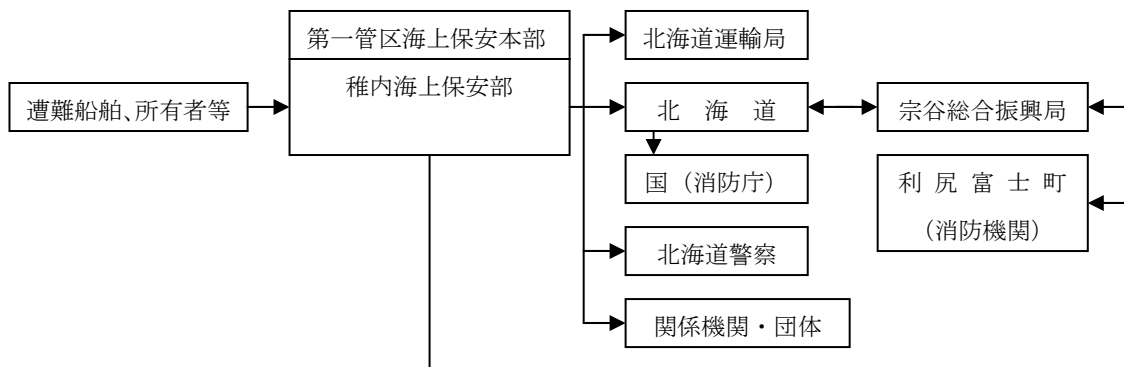 遭難船舶、所有者等
第一管区海上保安本部
稚内海上保安部
北海道運輸局
北海道
国（消防庁）
北海道警察
関係機関・団体
宗谷総合振興局
利尻富士町
（消防機関）